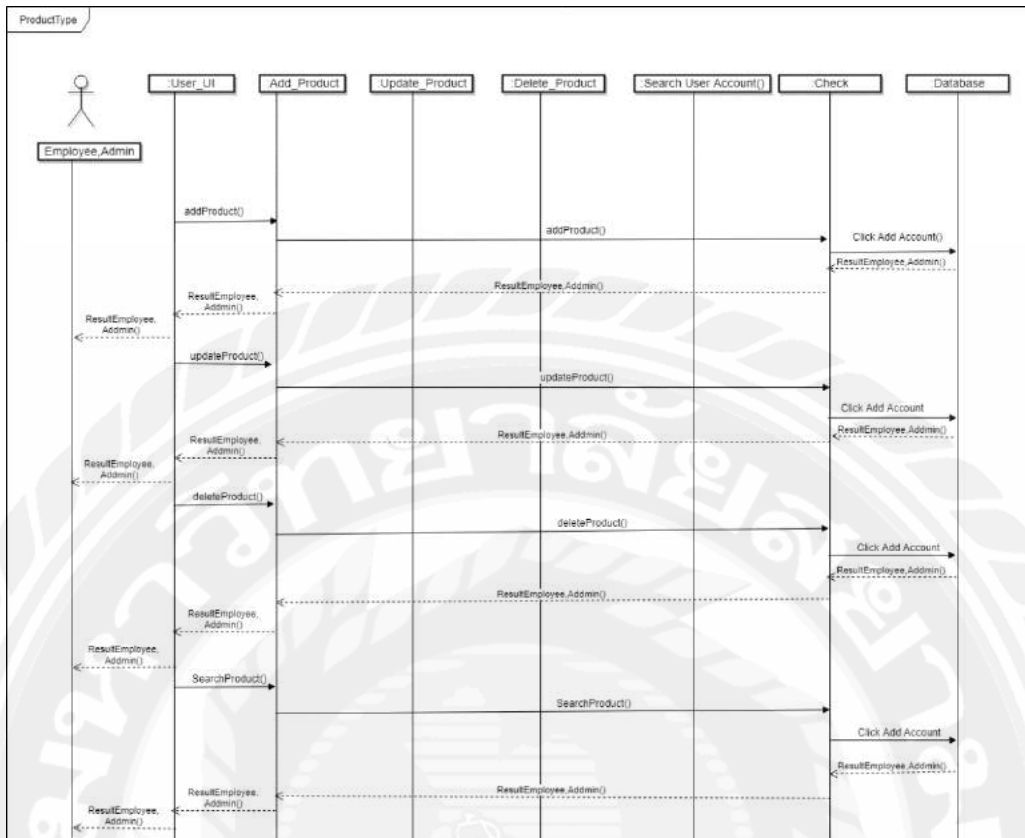 ProductType
:User_UI
Add_Product
:Update_Product
:Delete_Product
:Search User Account()
:Check
:Database
Employee,Admin
addProduct()
addProduct()
Click Add Account()
ResultEmployee,Addmin()
ResultEmployee,Addmin()
ResultEmployee,
Addmin()
ResultEmployee,
Addmin()
updateProduct()
updateProduct()
Click Add Account
ResultEmployee,Addmin()
ResultEmployee,Addmin()
ResultEmployee,
Addmin()
ResultEmployee,
Addmin()
deleteProduct()
deleteProduct()
Click Add Account
ResultEmployee,Addmin()
ResultEmployee,Addmin()
ResultEmployee,
Addmin()
ResultEmployee,
Addmin()
SearchProduct()
SearchProduct()
Click Add Account
ResultEmployee,Addmin()
ResultEmployee,Addmin()
ResultEmployee,
Addmin()
ResultEmployee,
Addmin()